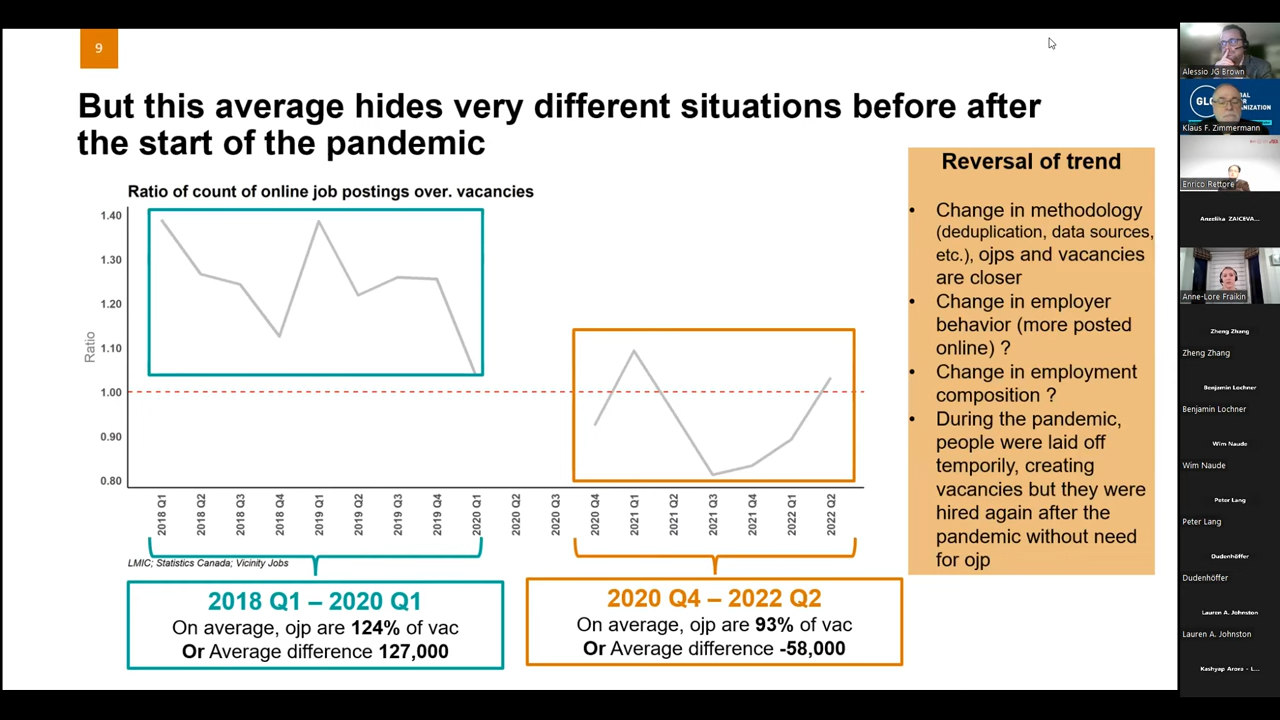 9
But this average hides very different situations before after
the start of the pandemic
Ratio of count of online job postings over. vacancies
Ratio
1.40
1.30
1.20
1.10
1.00
0.90
0.80
2018 Q1
2018 Q2
2018 Q3
2018 Q4
2019 Q1
2019 Q2
2019 Q3
2019 Q4
2020 Q1
2020 Q2
2020 Q3
2020 Q4
2021 Q1
2021 Q2
2021 Q3
2021 Q4
2022 Q1
2022 Q2
LMIC; Statistics Canada; Vicinity Jobs
2018 Q1 – 2020 Q1
On average, ojp are 124% of vac
Or Average difference 127,000
2020 Q4 – 2022 Q2
On average, ojp are 93% of vac
Or Average difference -58,000
Reversal of trend
• Change in methodology
(deduplication, data sources,
etc.), ojps and vacancies
are closer
• Change in employer
behavior (more posted
online) ?
• Change in employment
composition ?
• During the pandemic,
people were laid off
temporily, creating
vacancies but they were
hired again after the
pandemic without need
for ojp
Alessio JG Brown
Klaus F. Zimmermann
Enrico Rettore
Anzelika ZAICEVA...
Anne-Lore Fraikin
Zheng Zhang
Zheng Zhang
Benjamin Lochner
Benjamin Lochner
Wim Naude
Wim Naude
Peter Lang
Peter Lang
Dudenhöffer
Dudenhöffer
Lauren A. Johnston
Lauren A. Johnston
Kashyap Arora - L...